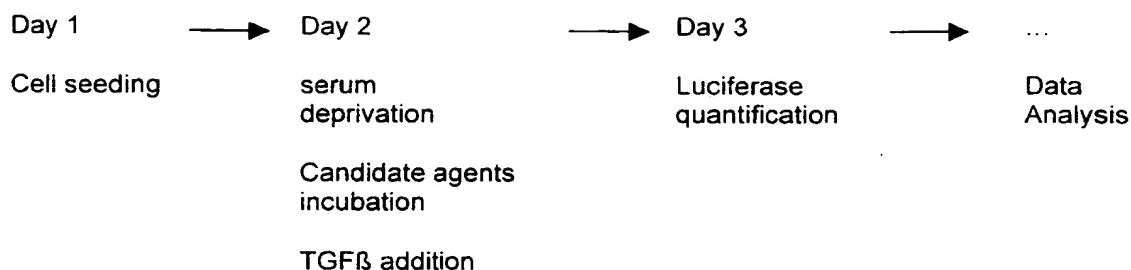 Day 1
Day 2
Day 3
...
Cell seeding
serum
deprivation
Candidate agents
incubation
TGFß addition
Luciferase
quantification
Data
Analysis